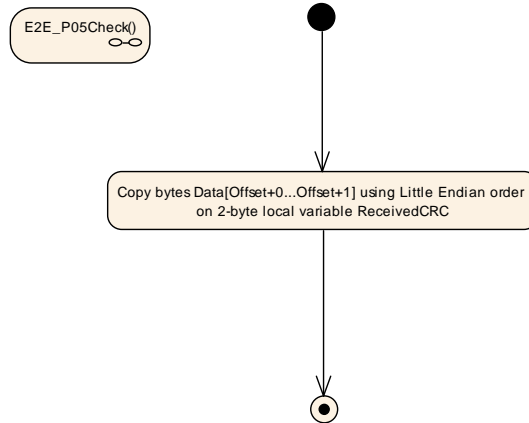 E2E_P05Check()
Copy bytes Data[Offset+0...Offset+1] using Little Endian order
on 2-byte local variable ReceivedCRC